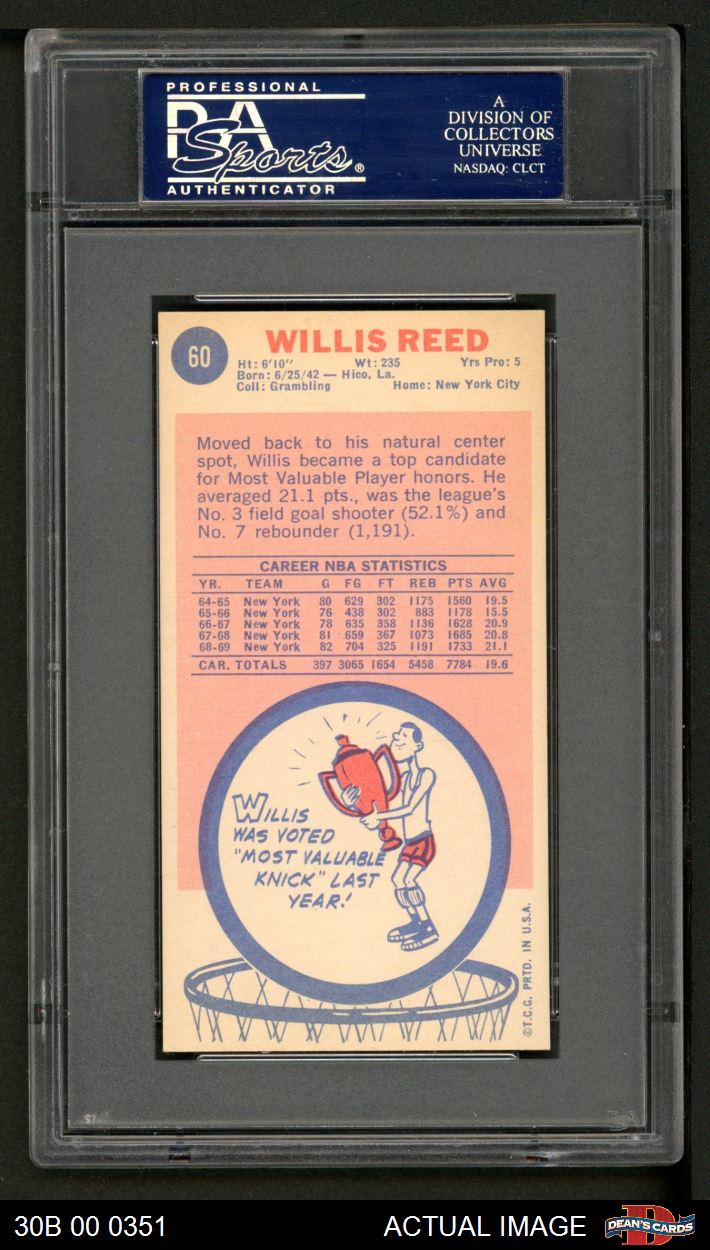 PROFESSIONAL
PSA
Sports®
AUTHENTICATOR
A
DIVISION OF
COLLECTORS
UNIVERSE
NASDAQ: CLCT
60
WILLIS REED
Ht: 6'10" Wt: 235 Yrs Pro: 5
Born: 6/25/42 — Hico, La.
Coll: Grambling Home: New York City
Moved back to his natural center
spot, Willis became a top candidate
for Most Valuable Player honors. He
averaged 21.1 pts., was the league's
No. 3 field goal shooter (52.1%) and
No. 7 rebounder (1,191).
CAREER NBA STATISTICS
YR. TEAM G FG FT REB PTS AVG
64-65 New York 80 629 302 1175 1560 19.5
65-66 New York 76 438 302 883 1178 15.5
66-67 New York 78 635 358 1136 1628 20.9
67-68 New York 81 659 367 1073 1685 20.8
68-69 New York 82 704 325 1191 1733 21.1
CAR. TOTALS 397 3065 1654 5458 7784 19.6
WILLIS
WAS VOTED
"MOST VALUABLE
KNICK" LAST
YEAR!
©T.C.G. PRTD. IN U.S.A.
30B 00 0351
ACTUAL IMAGE
DEAN'S CARDS